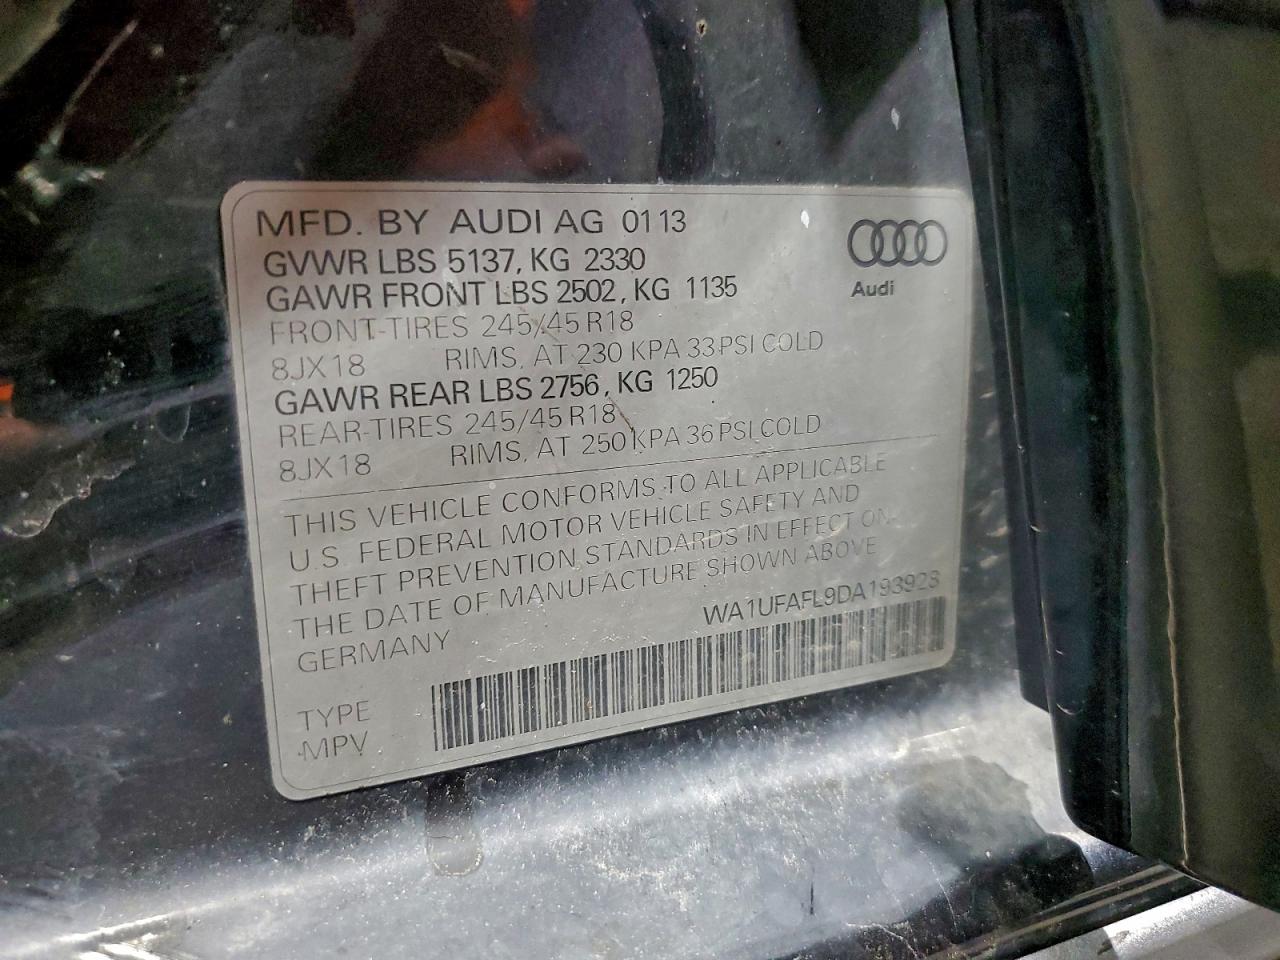 MFD. BY AUDI AG 01 13
GVWR LBS 5137, KG 2330
GAWR FRONT LBS 2502, KG 1135
FRONT-TIRES 245/45 R18
8JX18 RIMS, AT 230 KPA 33 PSI COLD
GAWR REAR LBS 2756, KG 1250
REAR-TIRES 245/45 R18
8JX18 RIMS, AT 250 KPA 36 PSI COLD
Audi
THIS VEHICLE CONFORMS TO ALL APPLICABLE
U.S. FEDERAL MOTOR VEHICLE SAFETY AND
THEFT PREVENTION STANDARDS IN EFFECT ON
THE DATE OF MANUFACTURE SHOWN ABOVE
GERMANY
WA1UFAFL9DA193923
TYPE
MPV